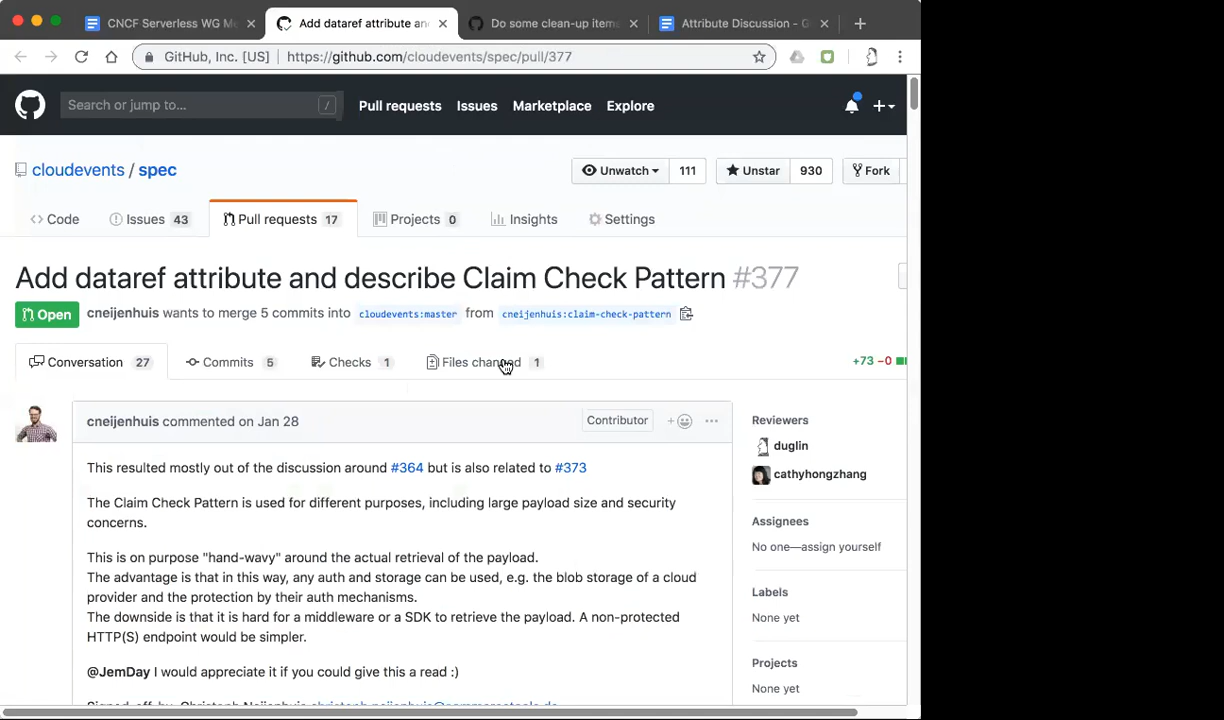 CNCF Serverless WG M
Add dataref attribute an
Do some clean-up item
Attribute Discussion - G
GitHub, Inc. [US]
https://github.com/cloudevents/spec/pull/377
Search or jump to...
/
Pull requests
Issues
Marketplace
Explore
cloudevents / spec
Unwatch
111
Unstar
930
Fork
Code
Issues 43
Pull requests 17
Projects 0
Insights
Settings
Add dataref attribute and describe Claim Check Pattern #377
Open
cneijenhuis wants to merge 5 commits into cloudevents:master from cneijenhuis:claim-check-pattern
Conversation 27
Commits 5
Checks 1
Files changed 1
+73 −0
cneijenhuis commented on Jan 28
Contributor
This resulted mostly out of the discussion around #364 but is also related to #373
The Claim Check Pattern is used for different purposes, including large payload size and security
concerns.
This is on purpose "hand-wavy" around the actual retrieval of the payload.
The advantage is that in this way, any auth and storage can be used, e.g. the blob storage of a cloud
provider and the protection by their auth mechanisms.
The downside is that it is hard for a middleware or a SDK to retrieve the payload. A non-protected
HTTP(S) endpoint would be simpler.
@JemDay I would appreciate it if you could give this a read :)
Reviewers
duglin
cathyhongzhang
Assignees
No one—assign yourself
Labels
None yet
Projects
None yet